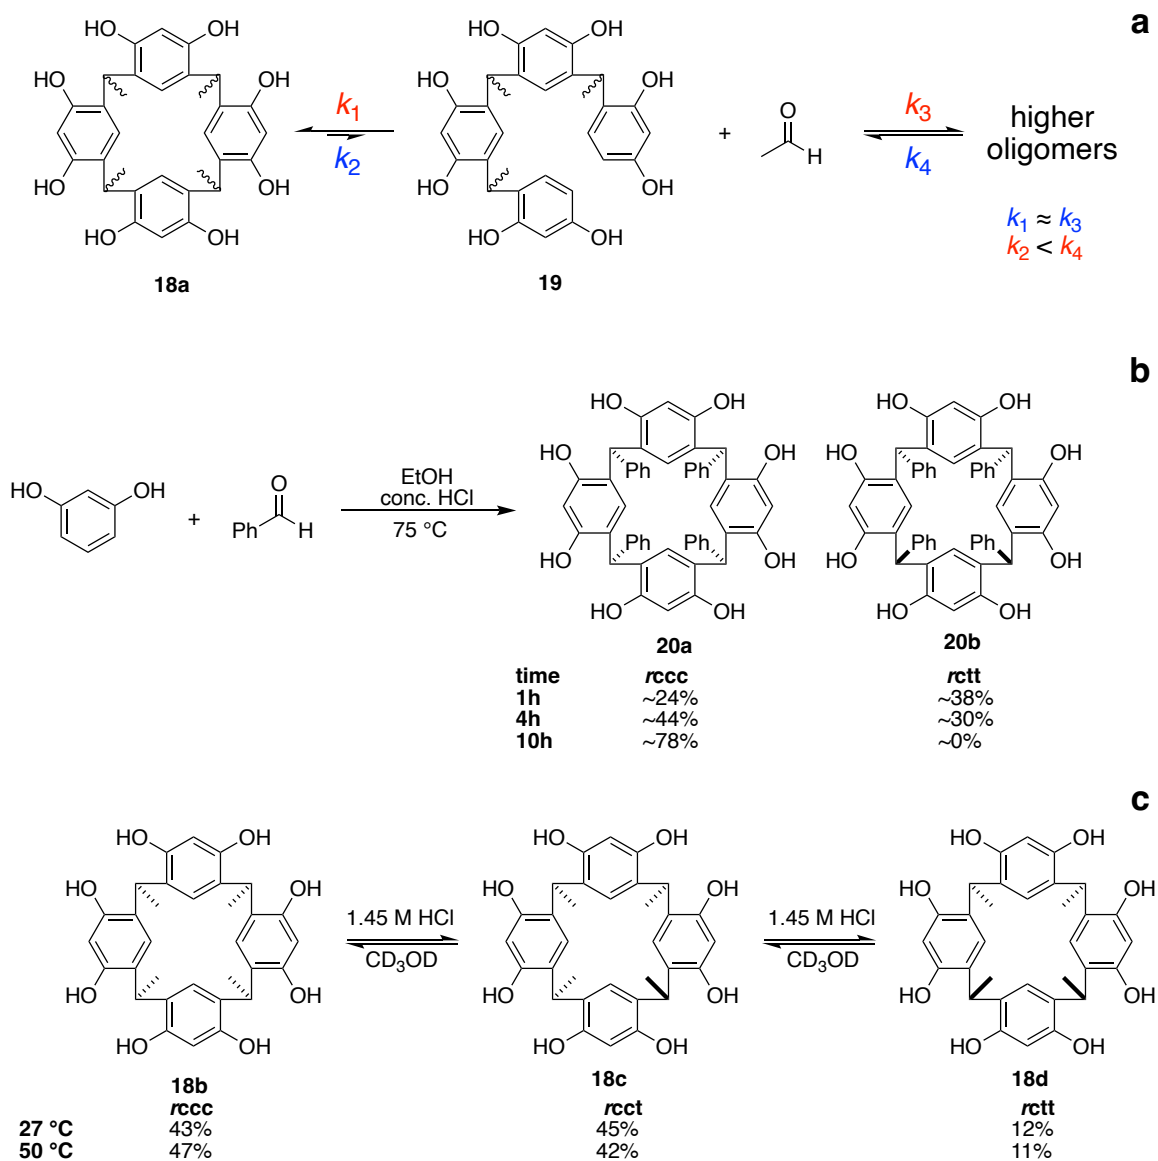 a
HO OH HO OH
HO OH HO OH
k1 O k3 higher
+ H oligomers
k2 k4
HO OH HO OH
k1 ≈ k3
HO OH HO OH k2 < k4
18a 19
b
HO OH HO OH
HO OH HO OH
HO OH O EtOH Ph Ph Ph Ph
+ Ph H conc. HCl
75 °C Ph Ph Ph Ph
HO OH HO OH
HO OH HO OH
20a 20b
time rccc rctt
1h ~24% ~38%
4h ~44% ~30%
10h ~78% ~0%
c
HO OH HO OH HO OH
HO OH HO OH HO OH
1.45 M HCl 1.45 M HCl
CD3OD CD3OD
HO OH HO OH HO OH
HO OH HO OH HO OH
18b 18c 18d
rccc rcct rctt
27 °C 43% 45% 12%
50 °C 47% 42% 11%